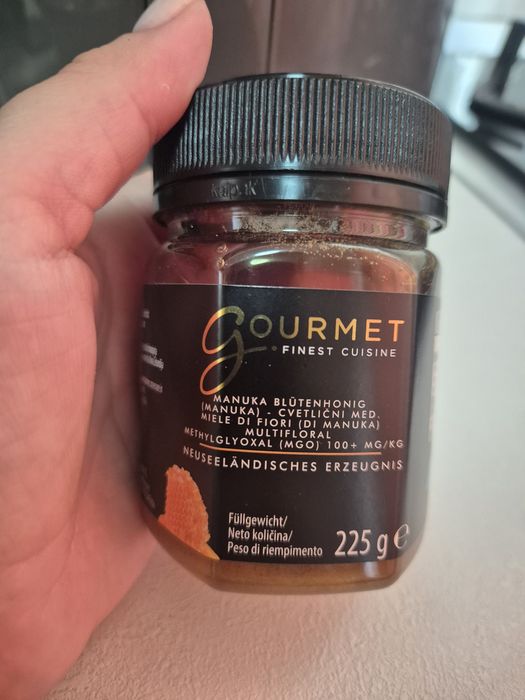 gOURMET
FINEST CUISINE
MANUKA BLÜTENHONIG
(MANUKA) - CVETLIČNI MED.
MIELE DI FIORI (DI MANUKA)
MULTIFLORAL
METHYLGLYOXAL (MGO) 100+ MG/KG
NEUSEELÄNDISCHES ERZEUGNIS
Füllgewicht/
Neto količina/
Peso di riempimento
225 g e